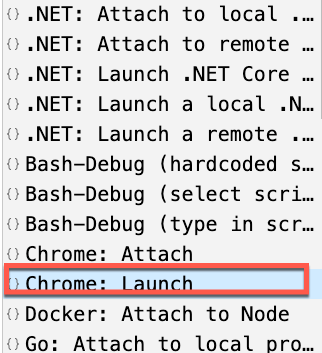 {} .NET: Attach to local .…
{} .NET: Attach to remote …
{} .NET: Launch .NET Core …
{} .NET: Launch a local .N…
{} .NET: Launch a remote .…
{} Bash-Debug (hardcoded s…
{} Bash-Debug (select scri…
{} Bash-Debug (type in scr…
{} Chrome: Attach
{} Chrome: Launch
{} Docker: Attach to Node
{} Go: Attach to local pro…